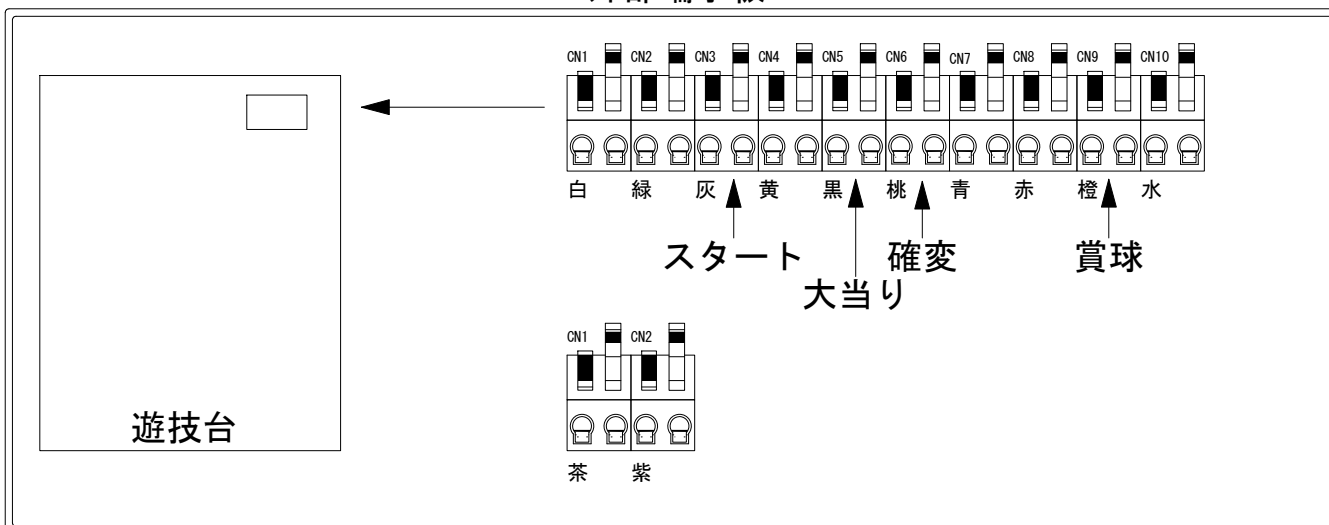 CN1 CN2 CN3 CN4 CN5 CN6 CN7 CN8 CN9 CN10
白 緑 灰 黄 黒 桃 青 赤 橙 水
スタート 確変 賞球
大当り
CN1 CN2
遊技台
茶 紫